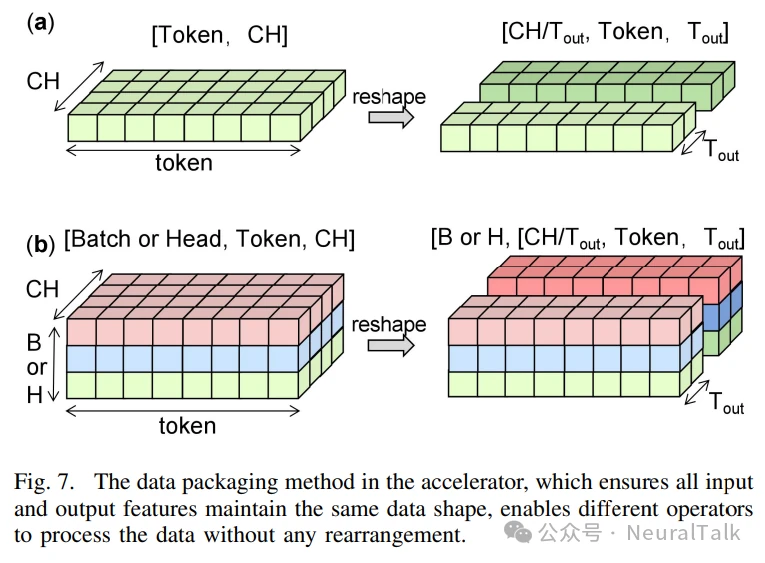 (a)
[Token, CH]
[CH/Tout, Token, Tout]
CH
reshape
token
Tout
(b)
[Batch or Head, Token, CH]
[B or H, [CH/Tout, Token, Tout]
CH
reshape
B
or
H
token
Tout
Fig. 7. The data packaging method in the accelerator, which ensures all input
and output features maintain the same data shape, enables different operators
to process the data without any rearrangement.
公众号 · NeuralTalk